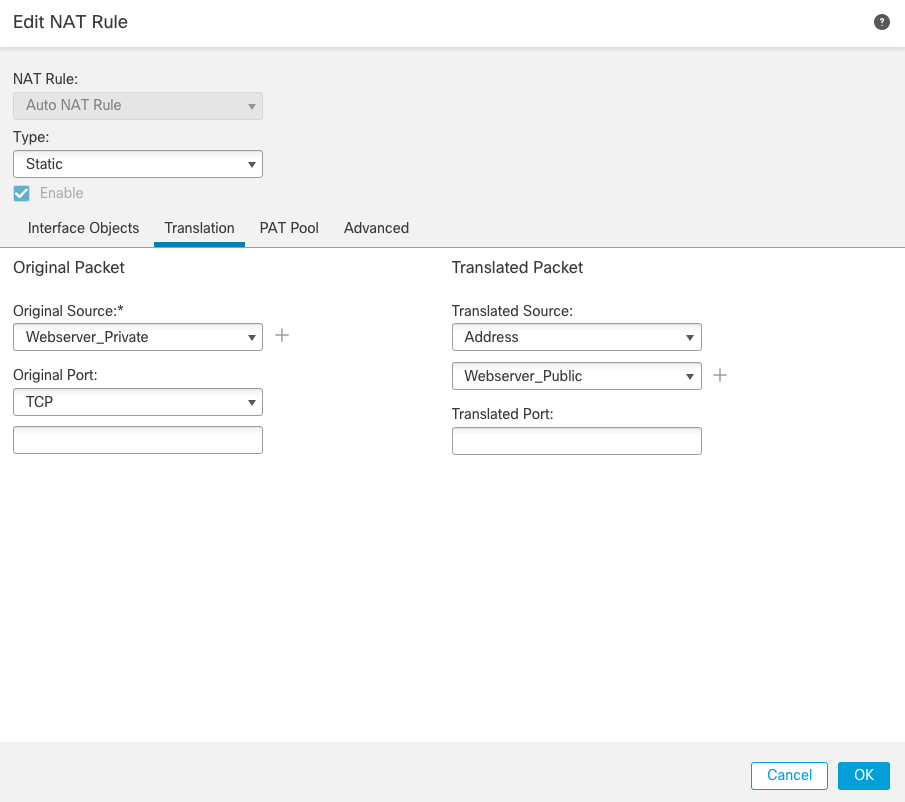 Edit NAT Rule
?
NAT Rule:
Auto NAT Rule
Type:
Static
Enable
Interface Objects Translation PAT Pool Advanced
Original Packet
Original Source:*
Webserver_Private
Original Port:
TCP
Translated Packet
Translated Source:
Address
Webserver_Public
Translated Port:
Cancel OK